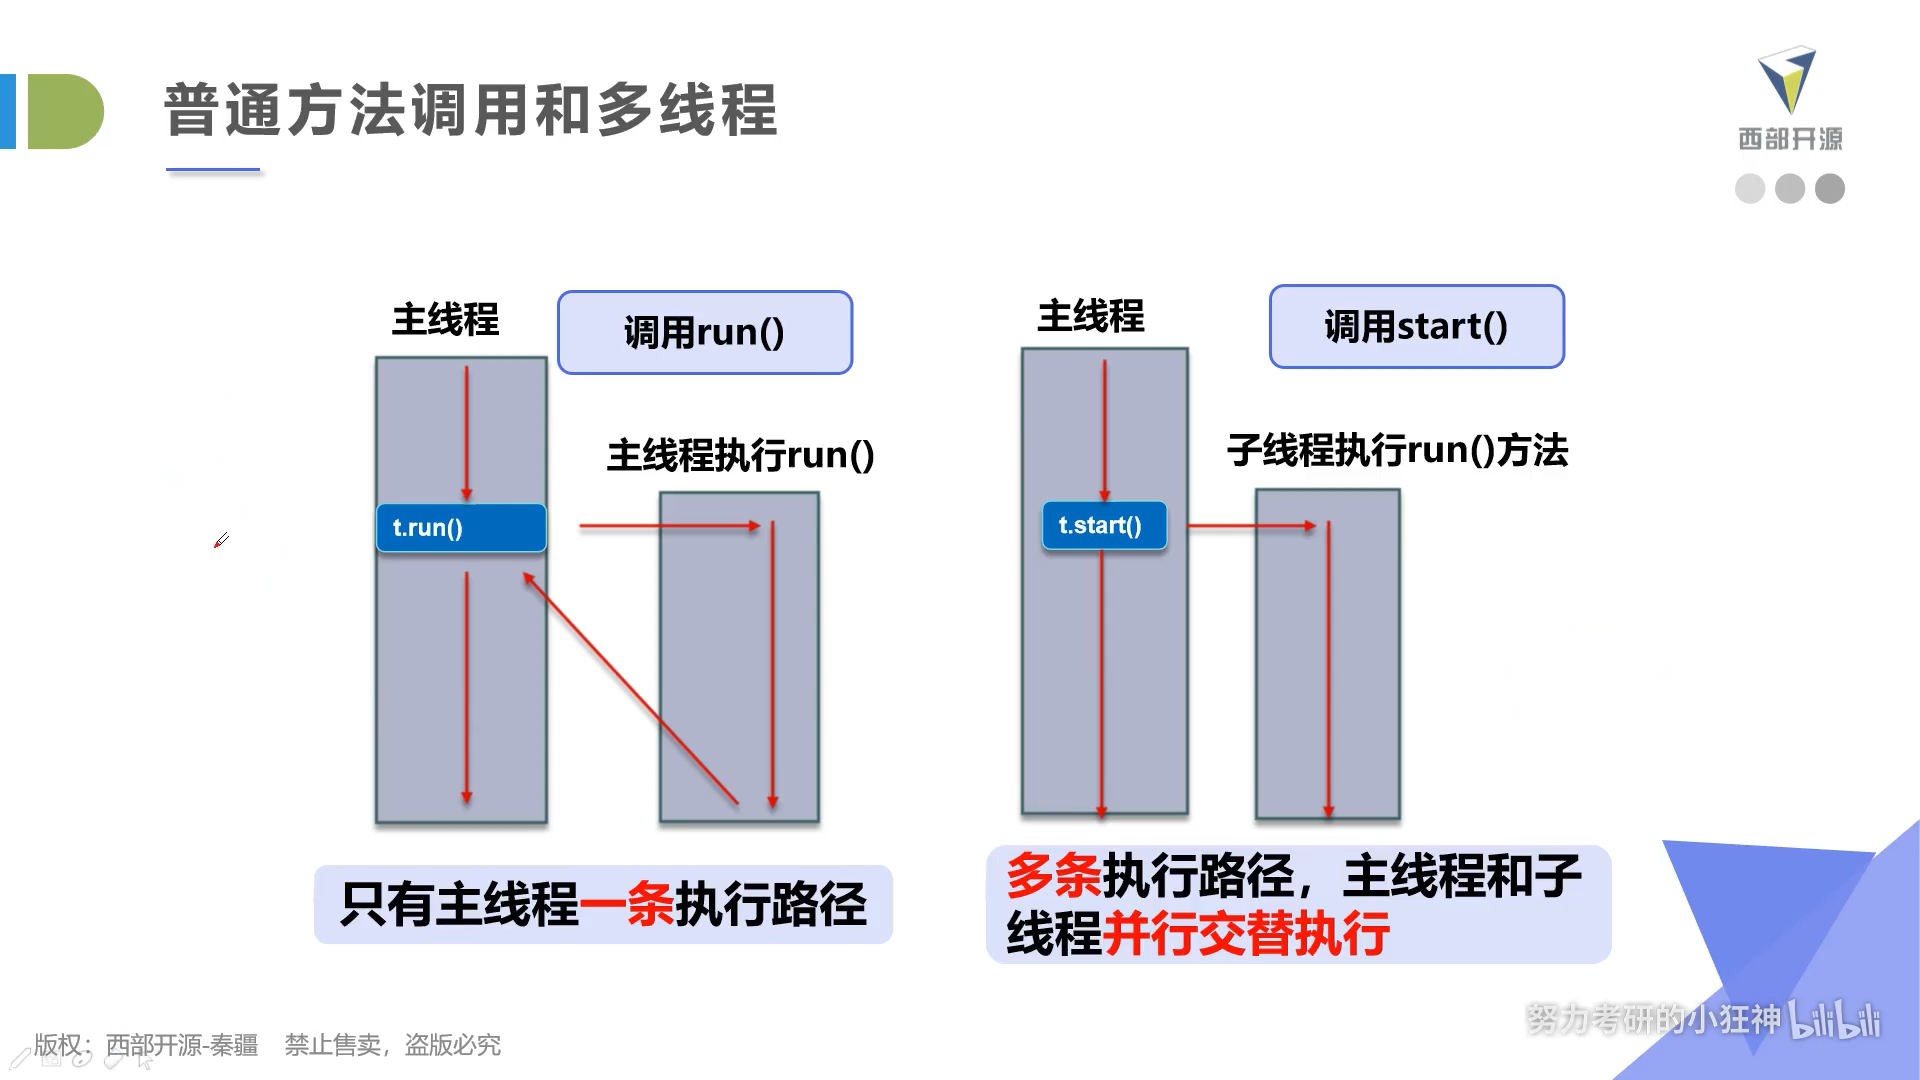 普通方法调用和多线程
西部开源
主线程
调用run()
主线程执行run()
t.run()
只有主线程一条执行路径
主线程
调用start()
子线程执行run()方法
t.start()
多条执行路径，主线程和子
线程并行交替执行
努力考研的小狂神 bilibili
版权：西部开源-秦疆 禁止售卖，盗版必究